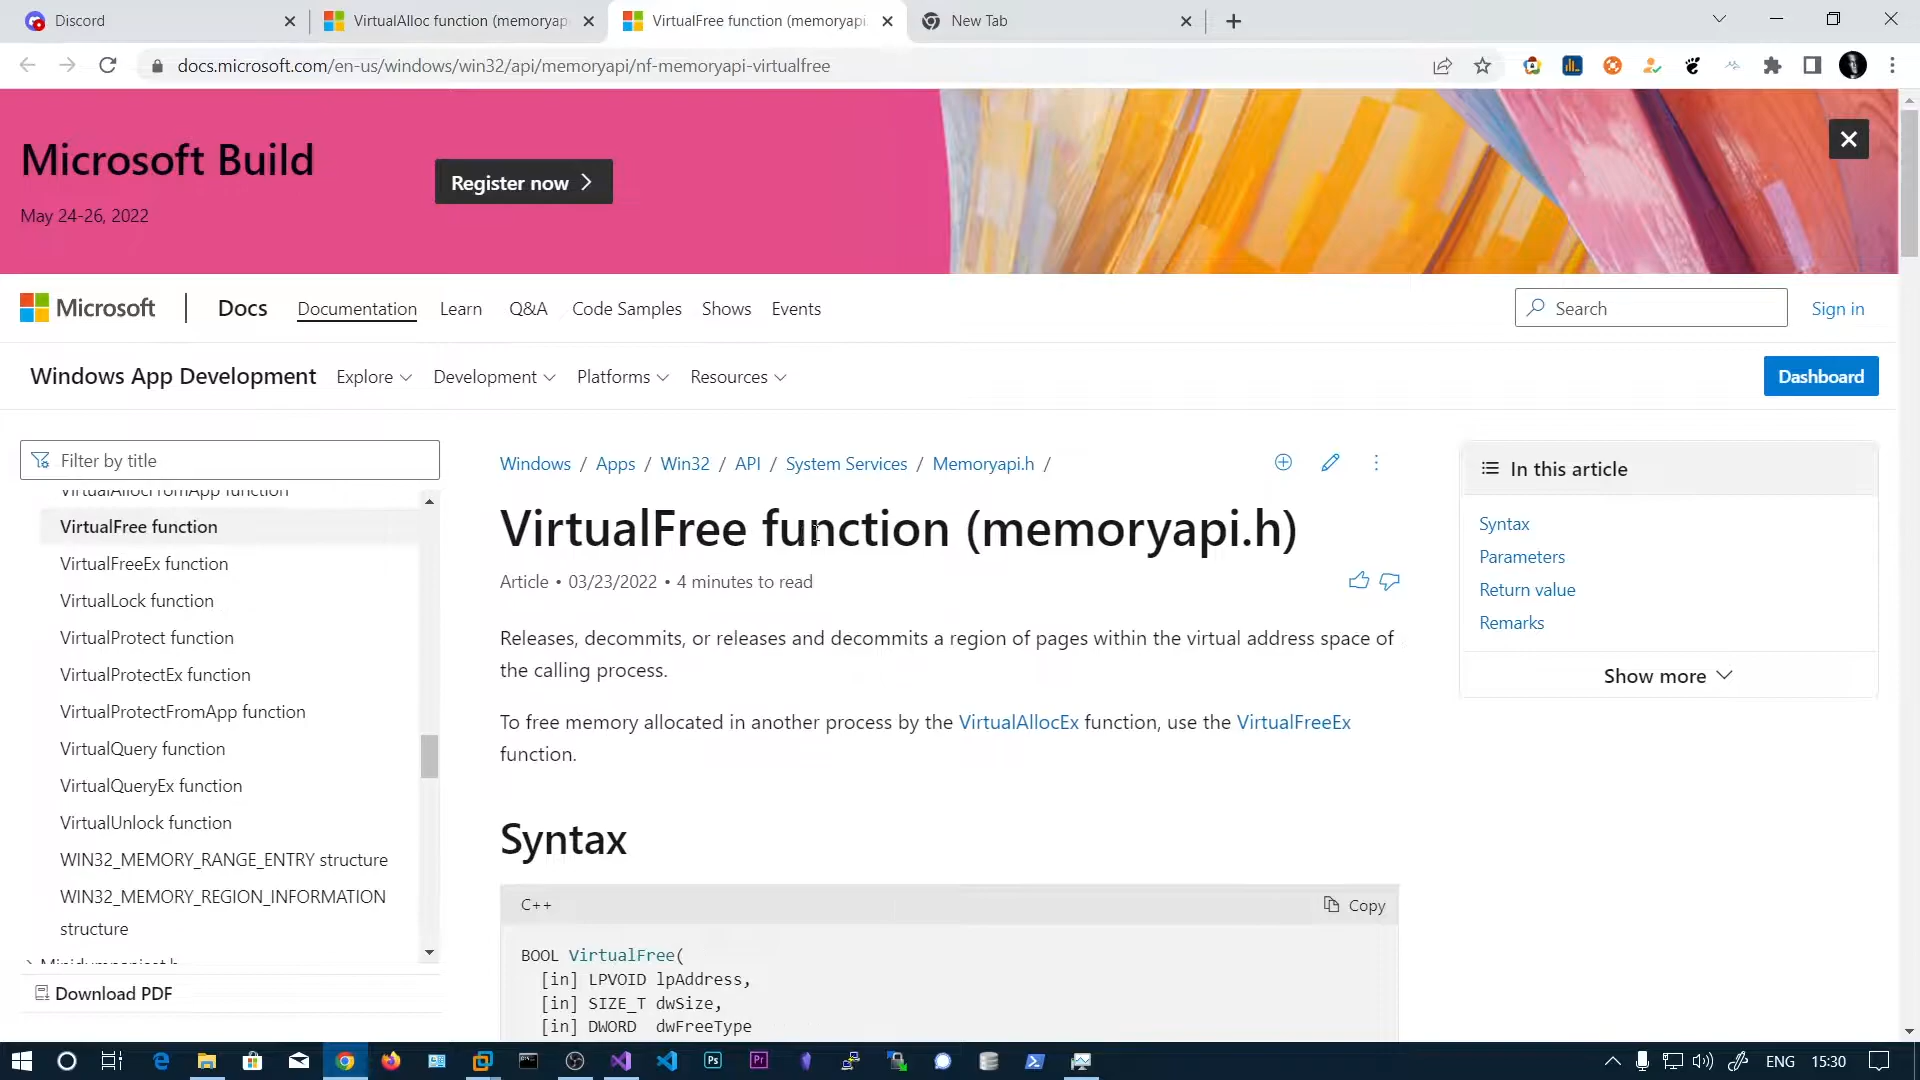 Discord
VirtualAlloc function (memoryap
VirtualFree function (memoryapi.
New Tab
docs.microsoft.com/en-us/windows/win32/api/memoryapi/nf-memoryapi-virtualfree
Microsoft Build
Register now
May 24-26, 2022
Microsoft
Docs
Documentation
Learn
Q&A
Code Samples
Shows
Events
Search
Sign in
Windows App Development
Explore
Development
Platforms
Resources
Dashboard
Filter by title
VirtualAllocFromApp function
VirtualFree function
VirtualFreeEx function
VirtualLock function
VirtualProtect function
VirtualProtectEx function
VirtualProtectFromApp function
VirtualQuery function
VirtualQueryEx function
VirtualUnlock function
WIN32_MEMORY_RANGE_ENTRY structure
WIN32_MEMORY_REGION_INFORMATION
structure
Download PDF
Windows / Apps / Win32 / API / System Services / Memoryapi.h /
VirtualFree function (memoryapi.h)
Article • 03/23/2022 • 4 minutes to read
Releases, decommits, or releases and decommits a region of pages within the virtual address space of
the calling process.
To free memory allocated in another process by the VirtualAllocEx function, use the VirtualFreeEx
function.
Syntax
C++
Copy
BOOL VirtualFree(
[in] LPVOID lpAddress,
[in] SIZE_T dwSize,
[in] DWORD dwFreeType
In this article
Syntax
Parameters
Return value
Remarks
Show more
Ps
Pr
ENG
15:30